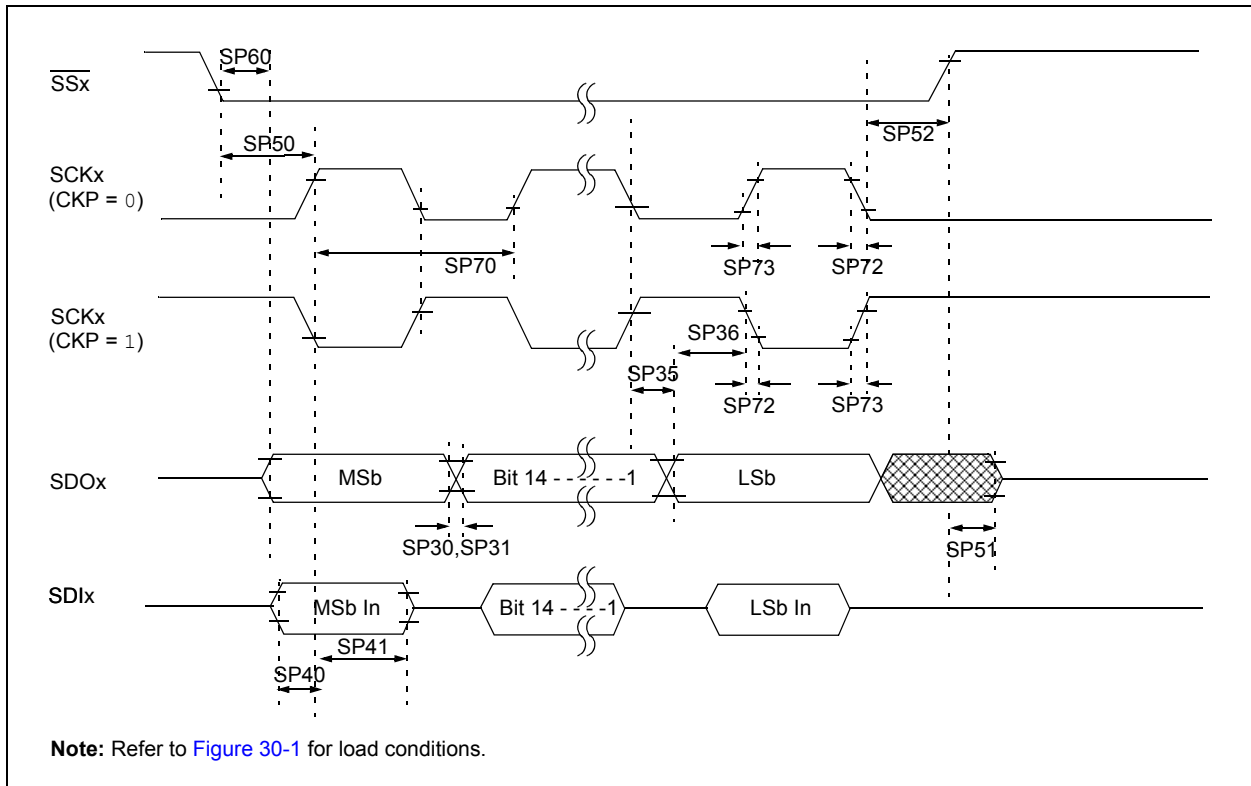 SP60
SSx
SP50
SP52
SCKx
(CKP = 0)
SP70
SP73
SP72
SCKx
(CKP = 1)
SP36
SP35
SP72
SP73
SDOx
MSb
Bit 14 - - - - - -1
LSb
SP30,SP31
SP51
SDIx
MSb In
Bit 14 - - - -1
LSb In
SP41
SP40
Note: Refer to Figure 30-1 for load conditions.